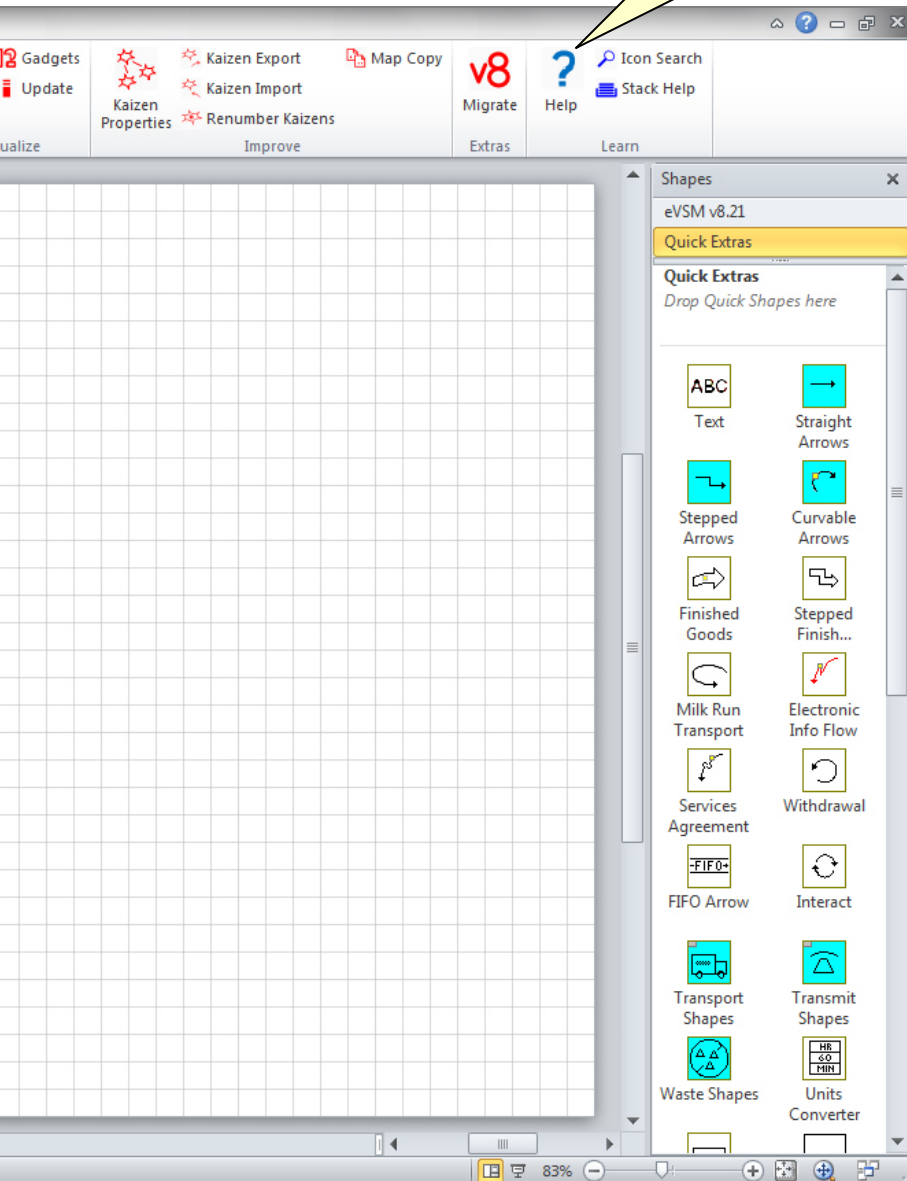 Gadgets
Update
Kaizen
Properties
Kaizen Export
Kaizen Import
Renumber Kaizens
Map Copy
v8
Migrate
?
Help
Icon Search
Stack Help
ualize
Improve
Extras
Learn
Shapes
eVSM v8.21
Quick Extras
Quick Extras
Drop Quick Shapes here
ABC
Text
Straight
Arrows
Stepped
Arrows
Curvable
Arrows
Finished
Goods
Stepped
Finish...
Milk Run
Transport
Electronic
Info Flow
Services
Agreement
Withdrawal
FIFO
FIFO Arrow
Interact
Transport
Shapes
Transmit
Shapes
Waste Shapes
HR
60
MIN
Units
Converter
83%